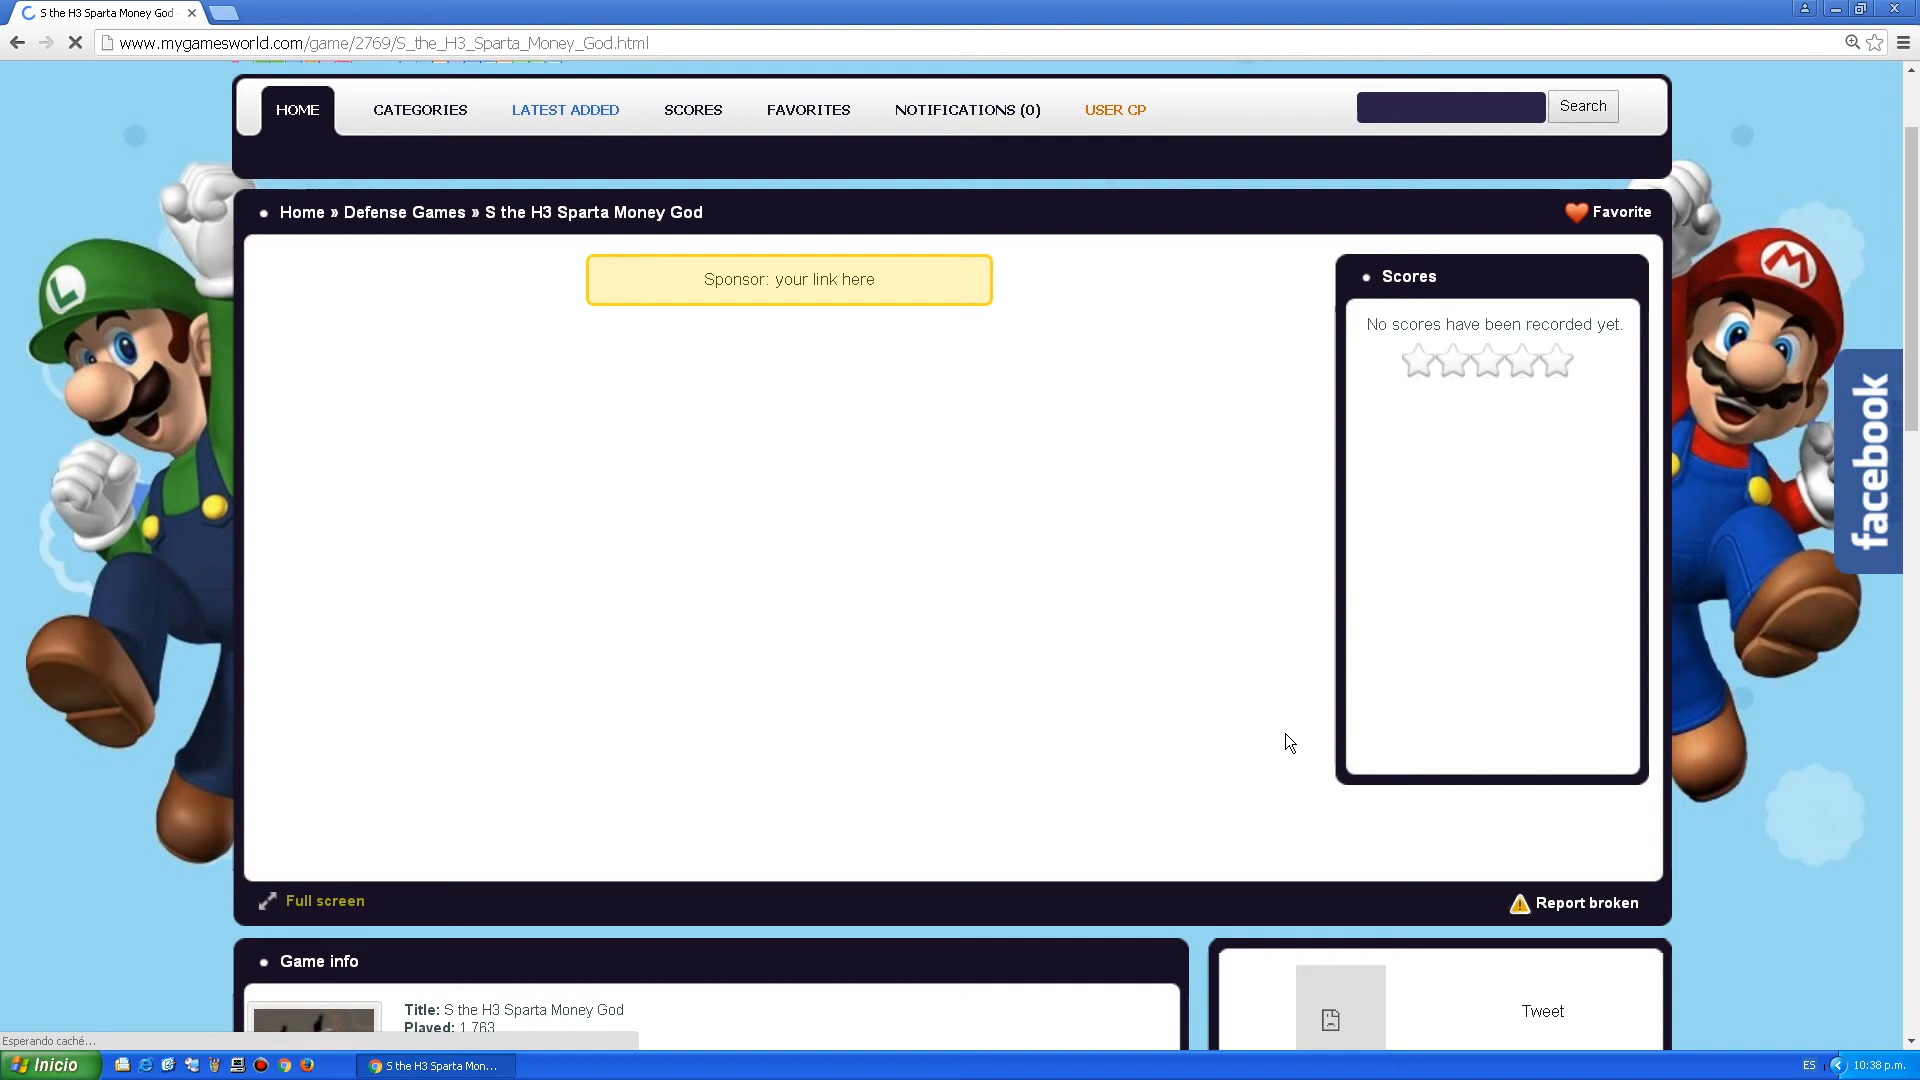 S the H3 Sparta Money God
www.mygamesworld.com/game/2769/S_the_H3_Sparta_Money_God.html
HOME CATEGORIES LATEST ADDED SCORES FAVORITES NOTIFICATIONS (0) USER CP Search
Home » Defense Games » S the H3 Sparta Money God Favorite
Sponsor: your link here
Scores
No scores have been recorded yet.
L
M
facebook
Full screen Report broken
Game info
Title: S the H3 Sparta Money God
Played: 1,763
Tweet
Esperando caché...
Inicio S the H3 Sparta Mon... ES 10:38 p.m.